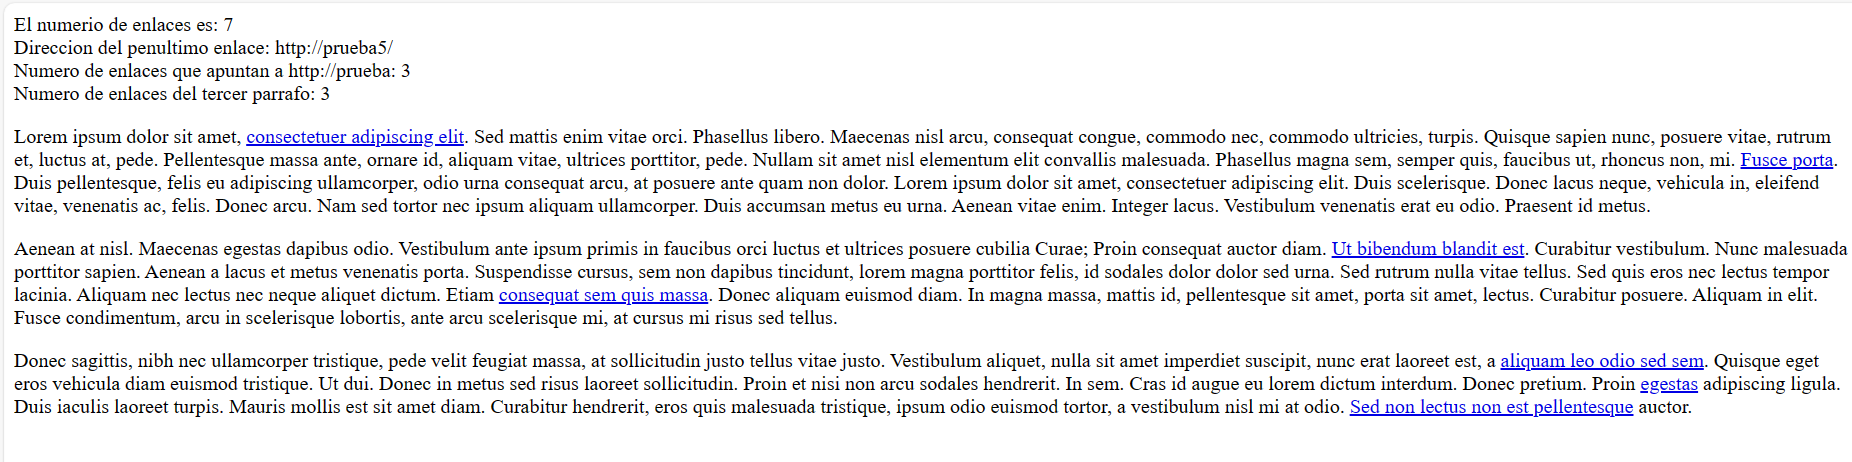 El numerio de enlaces es: 7
Direccion del penultimo enlace: http://prueba5/
Numero de enlaces que apuntan a http://prueba: 3
Numero de enlaces del tercer parrafo: 3
Lorem ipsum dolor sit amet, consectetuer adipiscing elit. Sed mattis enim vitae orci. Phasellus libero. Maecenas nisl arcu, consequat congue, commodo nec, commodo ultricies, turpis. Quisque sapien nunc, posuere vitae, rutrum
et, luctus at, pede. Pellentesque massa ante, ornare id, aliquam vitae, ultrices porttitor, pede. Nullam sit amet nisl elementum elit convallis malesuada. Phasellus magna sem, semper quis, faucibus ut, rhoncus non, mi. Fusce porta.
Duis pellentesque, felis eu adipiscing ullamcorper, odio urna consequat arcu, at posuere ante quam non dolor. Lorem ipsum dolor sit amet, consectetuer adipiscing elit. Duis scelerisque. Donec lacus neque, vehicula in, eleifend
vitae, venenatis ac, felis. Donec arcu. Nam sed tortor nec ipsum aliquam ullamcorper. Duis accumsan metus eu urna. Aenean vitae enim. Integer lacus. Vestibulum venenatis erat eu odio. Praesent id metus.
Aenean at nisl. Maecenas egestas dapibus odio. Vestibulum ante ipsum primis in faucibus orci luctus et ultrices posuere cubilia Curae; Proin consequat auctor diam. Ut bibendum blandit est. Curabitur vestibulum. Nunc malesuada
porttitor sapien. Aenean a lacus et metus venenatis porta. Suspendisse cursus, sem non dapibus tincidunt, lorem magna porttitor felis, id sodales dolor dolor sed urna. Sed rutrum nulla vitae tellus. Sed quis eros nec lectus tempor
lacinia. Aliquam nec lectus nec neque aliquet dictum. Etiam consequat sem quis massa. Donec aliquam euismod diam. In magna massa, mattis id, pellentesque sit amet, porta sit amet, lectus. Curabitur posuere. Aliquam in elit.
Fusce condimentum, arcu in scelerisque lobortis, ante arcu scelerisque mi, at cursus mi risus sed tellus.
Donec sagittis, nibh nec ullamcorper tristique, pede velit feugiat massa, at sollicitudin justo tellus vitae justo. Vestibulum aliquet, nulla sit amet imperdiet suscipit, nunc erat laoreet est, a aliquam leo odio sed sem. Quisque eget
eros vehicula diam euismod tristique. Ut dui. Donec in metus sed risus laoreet sollicitudin. Proin et nisi non arcu sodales hendrerit. In sem. Cras id augue eu lorem dictum interdum. Donec pretium. Proin egestas adipiscing ligula.
Duis iaculis laoreet turpis. Mauris mollis est sit amet diam. Curabitur hendrerit, eros quis malesuada tristique, ipsum odio euismod tortor, a vestibulum nisl mi at odio. Sed non lectus non est pellentesque auctor.